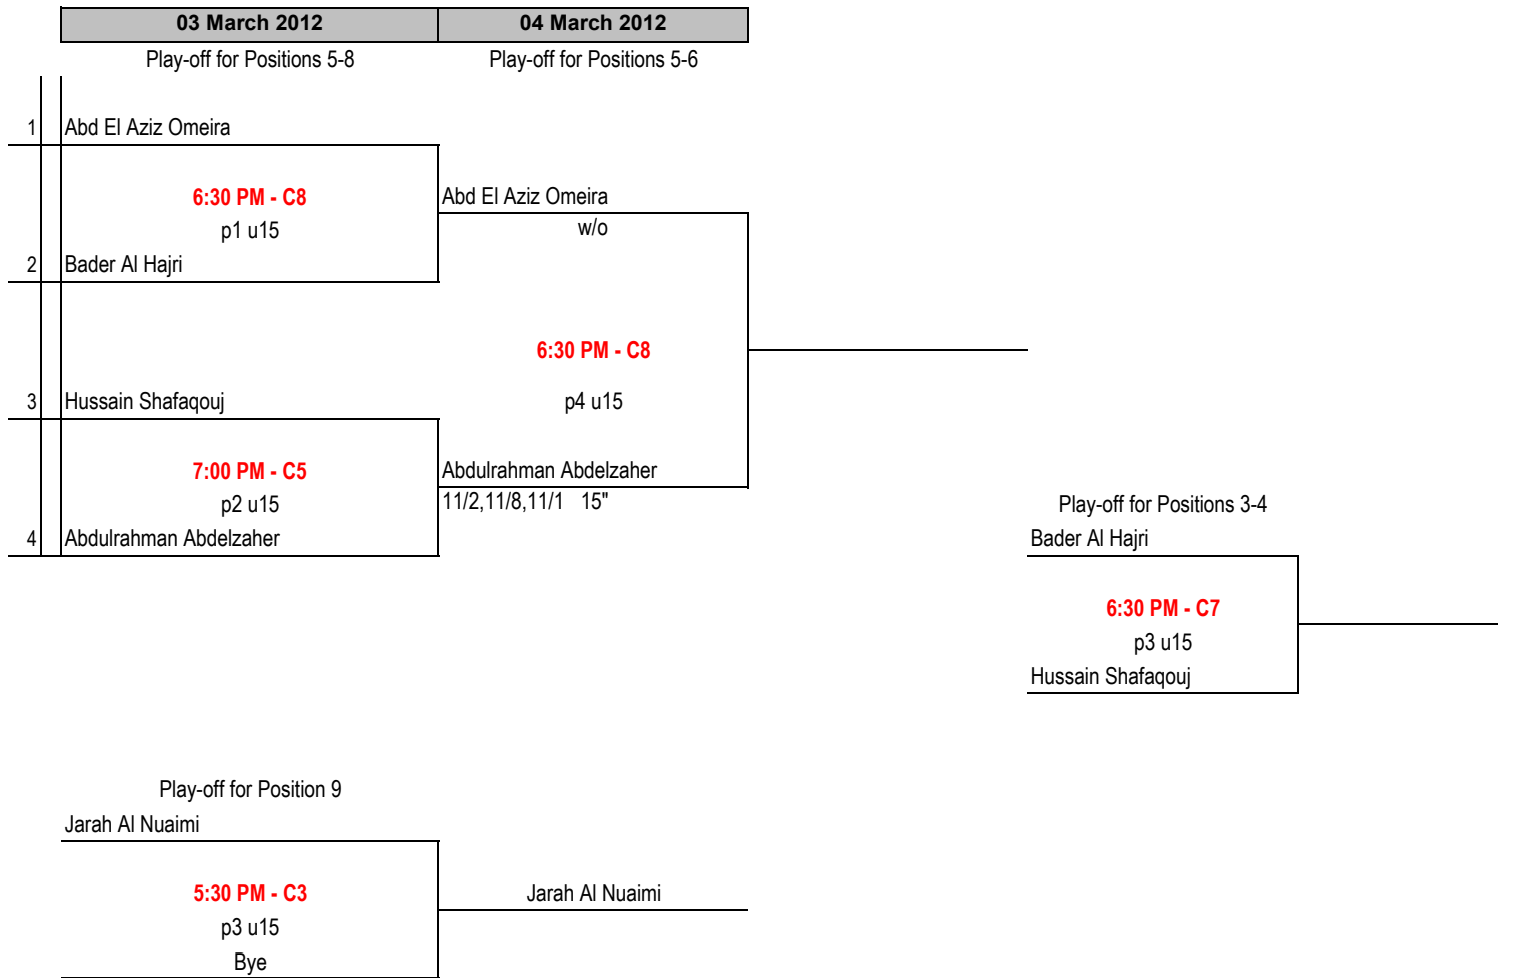 03 March 2012 04 March 2012
Play-off for Positions 5-8 Play-off for Positions 5-6
1 Abd El Aziz Omeira
6:30 PM - C8 Abd El Aziz Omeira
p1 u15 w/o
2 Bader Al Hajri
6:30 PM - C8
3 Hussain Shafaqouj p4 u15
7:00 PM - C5 Abdulrahman Abdelzaher
p2 u15 11/2,11/8,11/1 15" Play-off for Positions 3-4
4 Abdulrahman Abdelzaher Bader Al Hajri
6:30 PM - C7
p3 u15
Hussain Shafaqouj
Play-off for Position 9
Jarah Al Nuaimi
5:30 PM - C3 Jarah Al Nuaimi
p3 u15
Bye